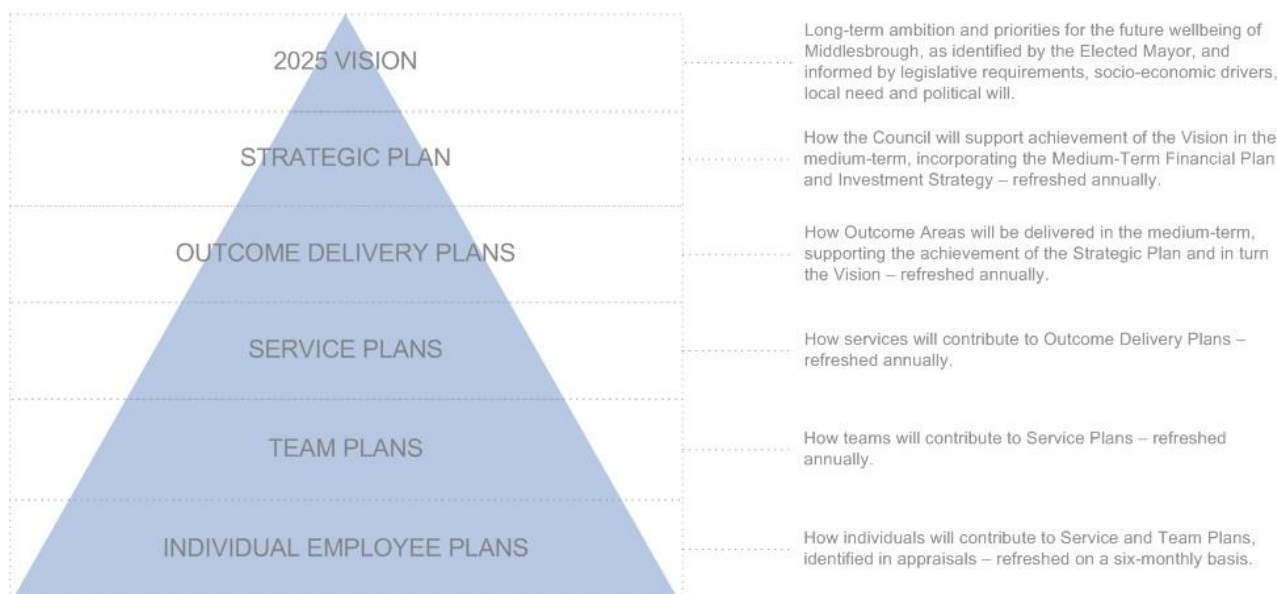 2025 VISION
Long-term ambition and priorities for the future wellbeing of
Middlesbrough, as identified by the Elected Mayor, and
informed by legislative requirements, socio-economic drivers,
local need and political will.
STRATEGIC PLAN
How the Council will support achievement of the Vision in the
medium-term, incorporating the Medium-Term Financial Plan
and Investment Strategy – refreshed annually.
OUTCOME DELIVERY PLANS
How Outcome Areas will be delivered in the medium-term,
supporting the achievement of the Strategic Plan and in turn
the Vision – refreshed annually.
SERVICE PLANS
How services will contribute to Outcome Delivery Plans –
refreshed annually.
TEAM PLANS
How teams will contribute to Service Plans – refreshed
annually.
INDIVIDUAL EMPLOYEE PLANS
How individuals will contribute to Service and Team Plans,
identified in appraisals – refreshed on a six-monthly basis.